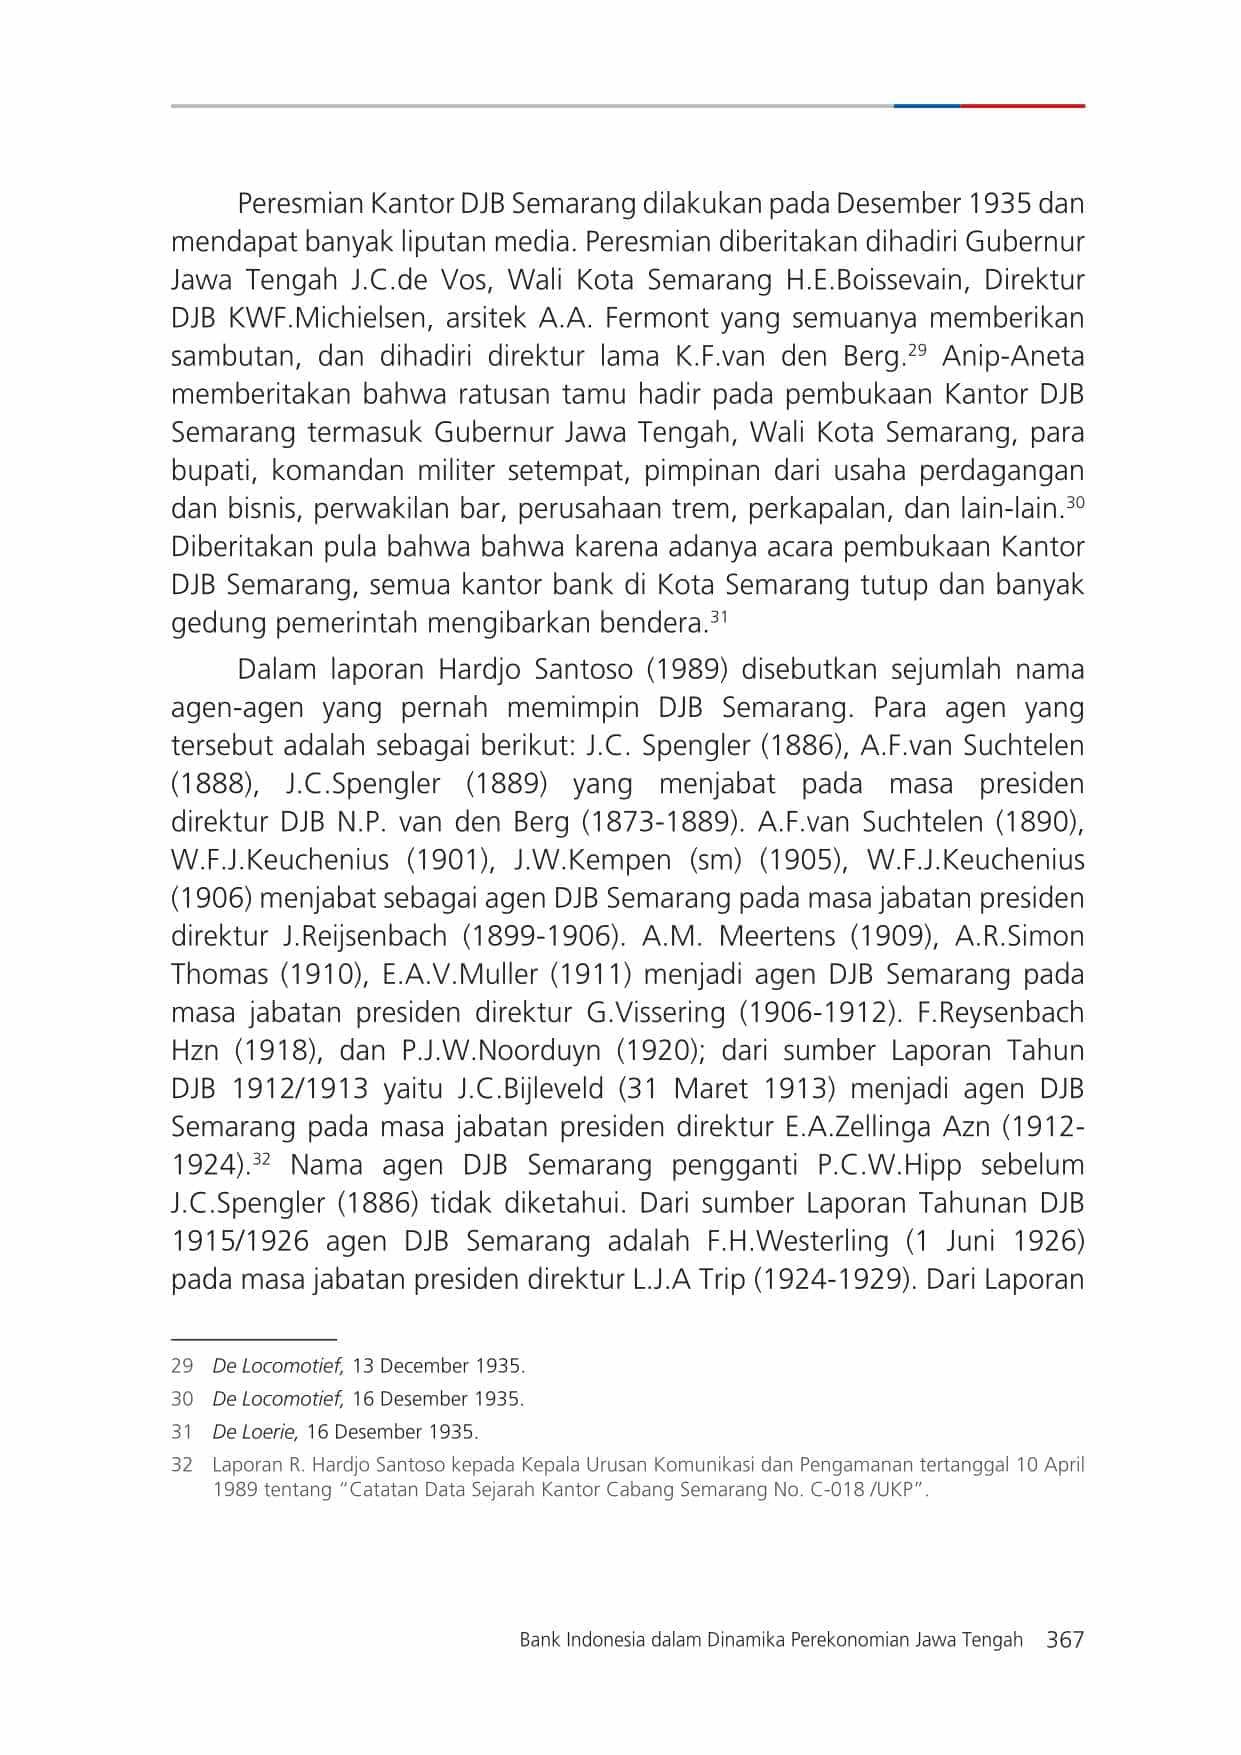 Peresmian Kantor DJB Semarang dilakukan pada Desember 1935 dan
mendapat banyak liputan media. Peresmian diberitakan dihadiri Gubernur
Jawa Tengah J.C.de Vos, Wali Kota Semarang H.E.Boissevain, Direktur
DJB KWF.Michielsen, arsitek A.A. Fermont yang semuanya memberikan
sambutan, dan dihadiri direktur lama K.F.van den Berg.29 Anip-Aneta
memberitakan bahwa ratusan tamu hadir pada pembukaan Kantor DJB
Semarang termasuk Gubernur Jawa Tengah, Wali Kota Semarang, para
bupati, komandan militer setempat, pimpinan dari usaha perdagangan
dan bisnis, perwakilan bar, perusahaan trem, perkapalan, dan lain-lain.30
Diberitakan pula bahwa bahwa karena adanya acara pembukaan Kantor
DJB Semarang, semua kantor bank di Kota Semarang tutup dan banyak
gedung pemerintah mengibarkan bendera.31
Dalam laporan Hardjo Santoso (1989) disebutkan sejumlah nama
agen-agen yang pernah memimpin DJB Semarang. Para agen yang
tersebut adalah sebagai berikut: J.C. Spengler (1886), A.F.van Suchtelen
(1888), J.C.Spengler (1889) yang menjabat pada masa presiden
direktur DJB N.P. van den Berg (1873-1889). A.F.van Suchtelen (1890),
W.F.J.Keuchenius (1901), J.W.Kempen (sm) (1905), W.F.J.Keuchenius
(1906) menjabat sebagai agen DJB Semarang pada masa jabatan presiden
direktur J.Reijsenbach (1899-1906). A.M. Meertens (1909), A.R.Simon
Thomas (1910), E.A.V.Muller (1911) menjadi agen DJB Semarang pada
masa jabatan presiden direktur G.Vissering (1906-1912). F.Reysenbach
Hzn (1918), dan P.J.W.Noorduyn (1920); dari sumber Laporan Tahun
DJB 1912/1913 yaitu J.C.Bijleveld (31 Maret 1913) menjadi agen DJB
Semarang pada masa jabatan presiden direktur E.A.Zellinga Azn (1912-
1924).32 Nama agen DJB Semarang pengganti P.C.W.Hipp sebelum
J.C.Spengler (1886) tidak diketahui. Dari sumber Laporan Tahunan DJB
1915/1926 agen DJB Semarang adalah F.H.Westerling (1 Juni 1926)
pada masa jabatan presiden direktur L.J.A Trip (1924-1929). Dari Laporan
29 De Locomotief, 13 December 1935.
30 De Locomotief, 16 Desember 1935.
31 De Loerie, 16 Desember 1935.
32 Laporan R. Hardjo Santoso kepada Kepala Urusan Komunikasi dan Pengamanan tertanggal 10 April
1989 tentang “Catatan Data Sejarah Kantor Cabang Semarang No. C-018 /UKP”.
Bank Indonesia dalam Dinamika Perekonomian Jawa Tengah 367